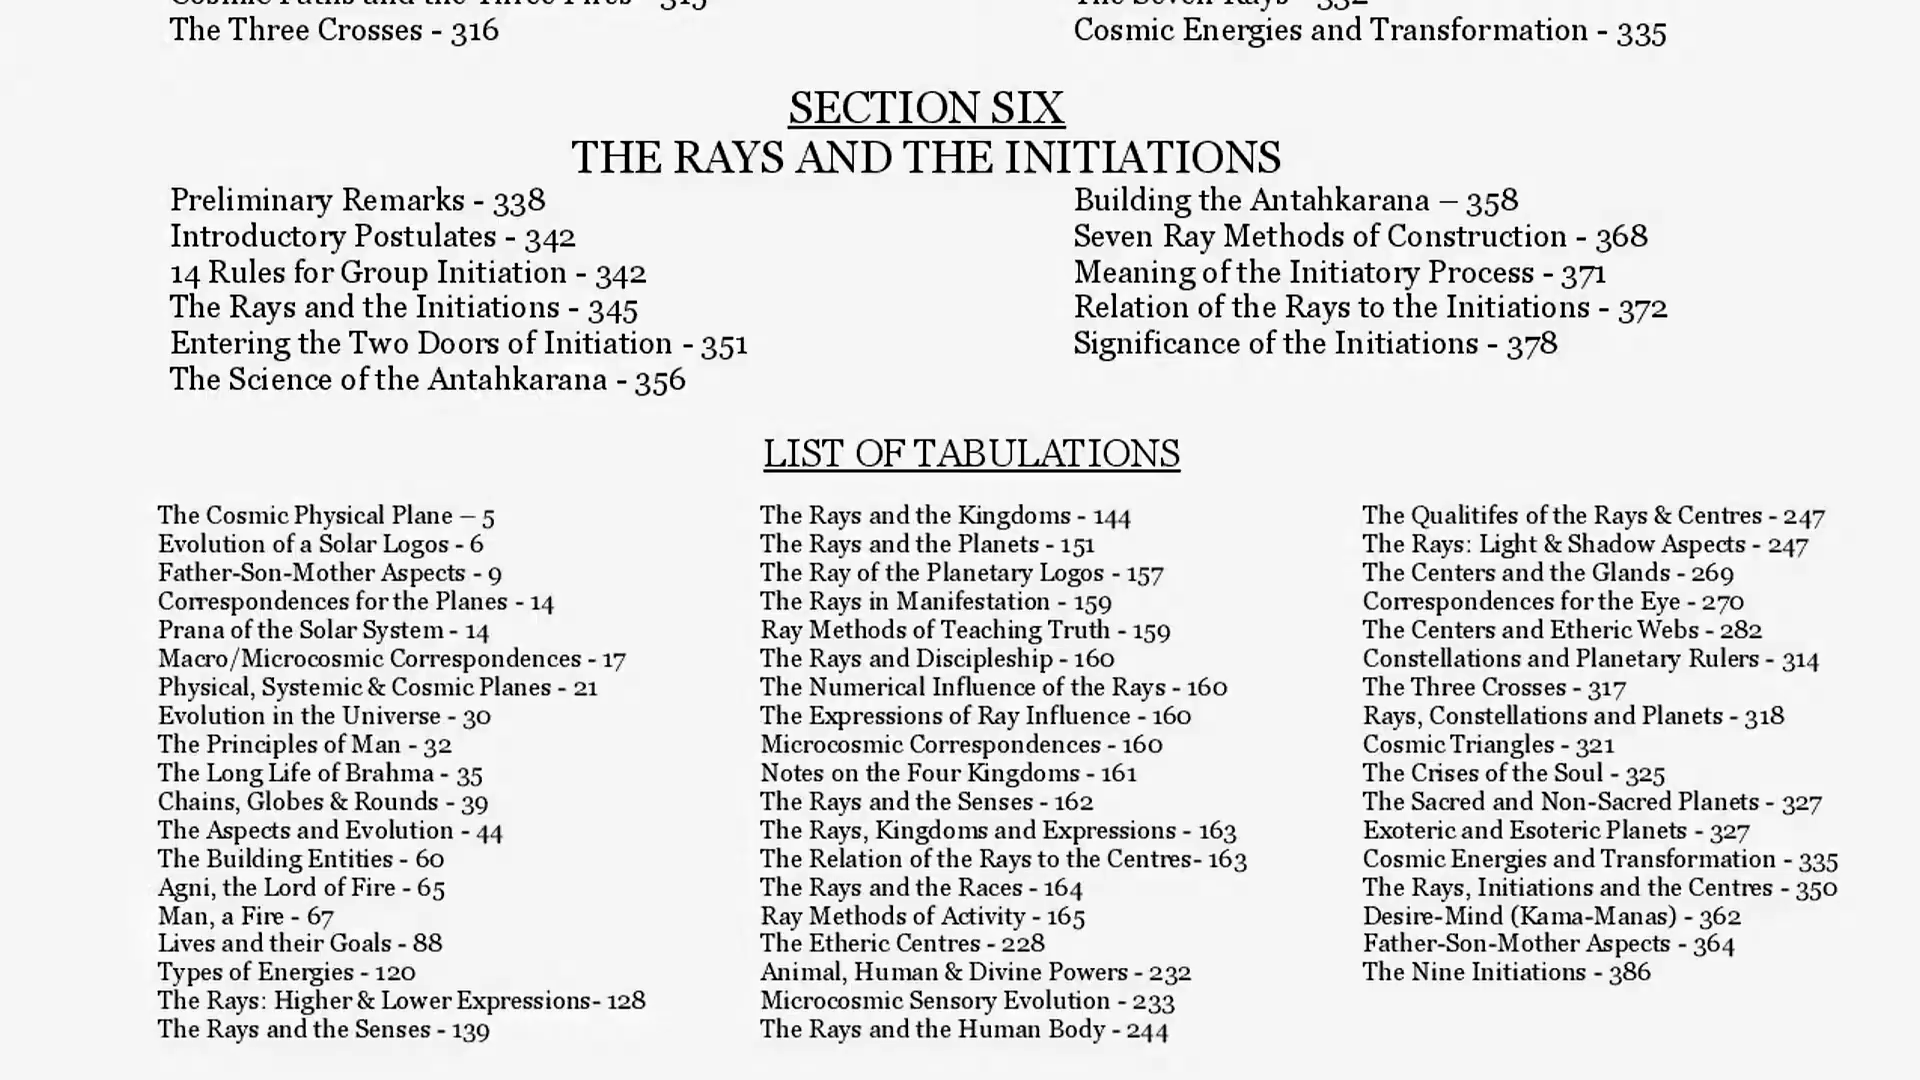 Cosmic Paths and the Three Fires - 315
The Three Crosses - 316
The Seven Rays - 332
Cosmic Energies and Transformation - 335
SECTION SIX
THE RAYS AND THE INITIATIONS
Preliminary Remarks - 338
Introductory Postulates - 342
14 Rules for Group Initiation - 342
The Rays and the Initiations - 345
Entering the Two Doors of Initiation - 351
The Science of the Antahkarana - 356
Building the Antahkarana – 358
Seven Ray Methods of Construction - 368
Meaning of the Initiatory Process - 371
Relation of the Rays to the Initiations - 372
Significance of the Initiations - 378
LIST OF TABULATIONS
The Cosmic Physical Plane – 5
Evolution of a Solar Logos - 6
Father-Son-Mother Aspects - 9
Correspondences for the Planes - 14
Prana of the Solar System - 14
Macro/Microcosmic Correspondences - 17
Physical, Systemic & Cosmic Planes - 21
Evolution in the Universe - 30
The Principles of Man - 32
The Long Life of Brahma - 35
Chains, Globes & Rounds - 39
The Aspects and Evolution - 44
The Building Entities - 60
Agni, the Lord of Fire - 65
Man, a Fire - 67
Lives and their Goals - 88
Types of Energies - 120
The Rays: Higher & Lower Expressions- 128
The Rays and the Senses - 139
The Rays and the Kingdoms - 144
The Rays and the Planets - 151
The Ray of the Planetary Logos - 157
The Rays in Manifestation - 159
Ray Methods of Teaching Truth - 159
The Rays and Discipleship - 160
The Numerical Influence of the Rays - 160
The Expressions of Ray Influence - 160
Microcosmic Correspondences - 160
Notes on the Four Kingdoms - 161
The Rays and the Senses - 162
The Rays, Kingdoms and Expressions - 163
The Relation of the Rays to the Centres- 163
The Rays and the Races - 164
Ray Methods of Activity - 165
The Etheric Centres - 228
Animal, Human & Divine Powers - 232
Microcosmic Sensory Evolution - 233
The Rays and the Human Body - 244
The Qualitifes of the Rays & Centres - 247
The Rays: Light & Shadow Aspects - 247
The Centers and the Glands - 269
Correspondences for the Eye - 270
The Centers and Etheric Webs - 282
Constellations and Planetary Rulers - 314
The Three Crosses - 317
Rays, Constellations and Planets - 318
Cosmic Triangles - 321
The Crises of the Soul - 325
The Sacred and Non-Sacred Planets - 327
Exoteric and Esoteric Planets - 327
Cosmic Energies and Transformation - 335
The Rays, Initiations and the Centres - 350
Desire-Mind (Kama-Manas) - 362
Father-Son-Mother Aspects - 364
The Nine Initiations - 386